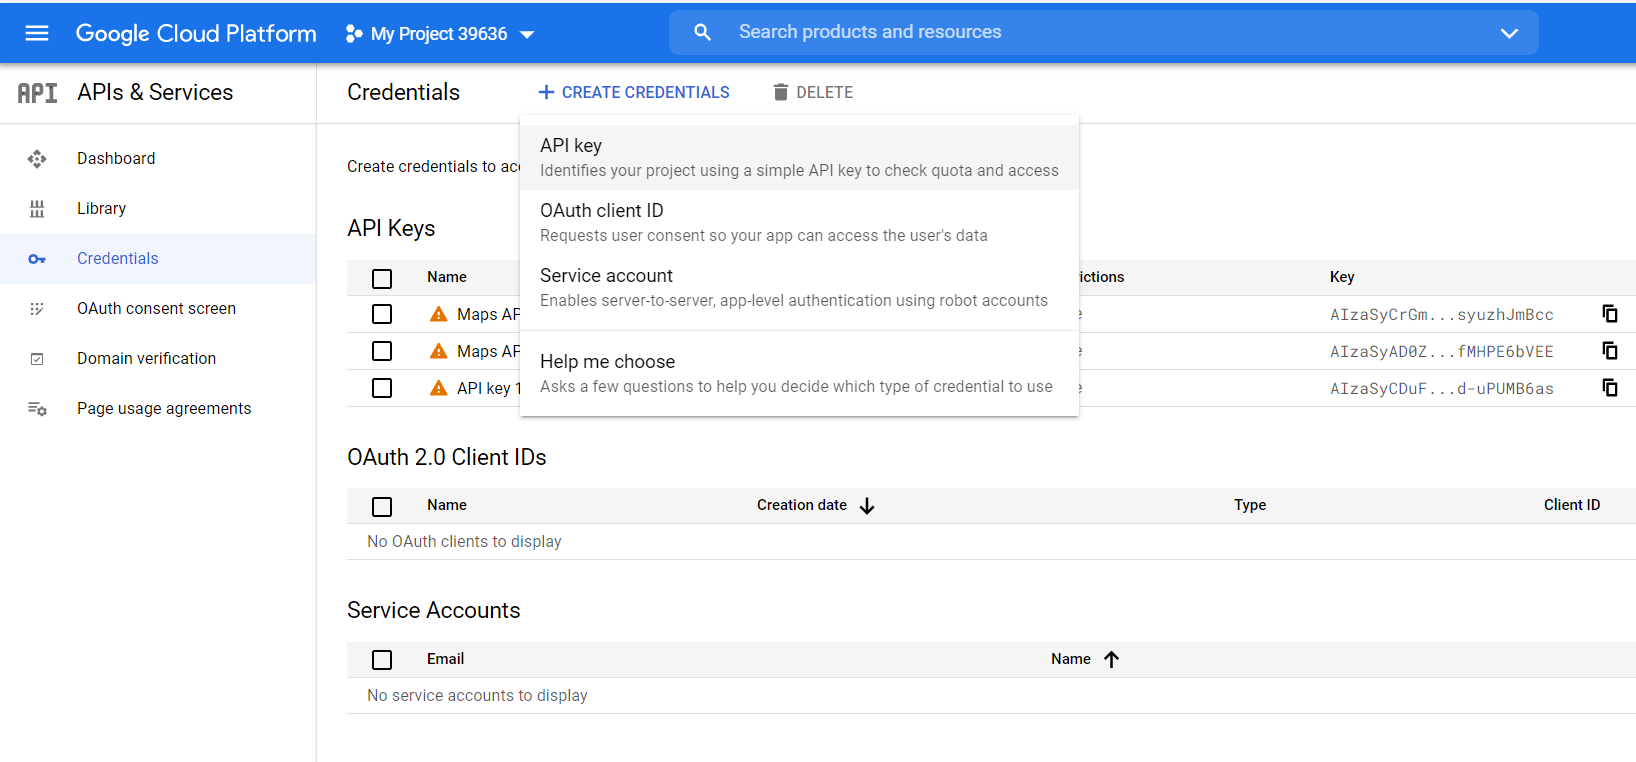 Google Cloud Platform
My Project 39636
Search products and resources
API
APIs & Services
Credentials
CREATE CREDENTIALS
DELETE
Dashboard
Library
Credentials
OAuth consent screen
Domain verification
Page usage agreements
Create credentials to
API key
Identifies your project using a simple API key to check quota and access
OAuth client ID
Requests user consent so your app can access the user's data
Service account
Enables server-to-server, app-level authentication using robot accounts
Help me choose
Asks a few questions to help you decide which type of credential to use
API Keys
Name
Key
Maps
AIzaSyCrGm...syuzhJmBcc
Maps
AIzaSyAD0Z...fMHPE6bVEE
API key 1
AIzaSyCDuF...d-uPUMB6as
OAuth 2.0 Client IDs
Name Creation date Type Client ID
No OAuth clients to display
Service Accounts
Email Name
No service accounts to display